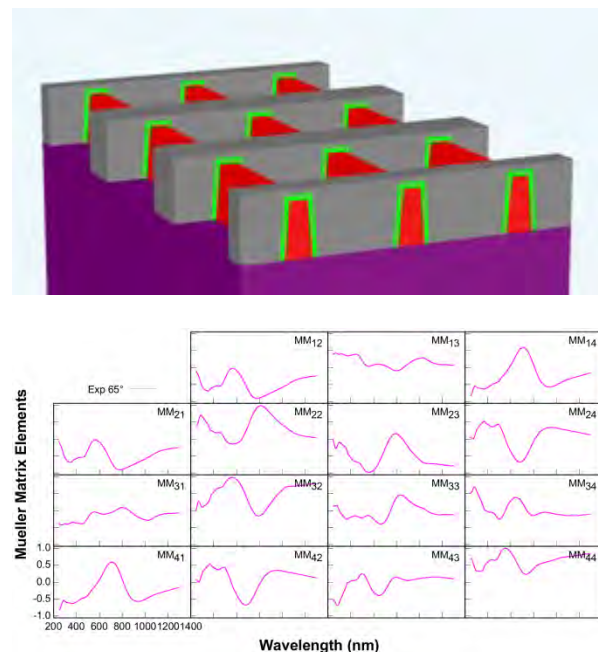 MM12 MM13 MM14
Exp 65°
MM21 MM22 MM23 MM24
MM31 MM32 MM33 MM34
MM41 MM42 MM43 MM44
Mueller Matrix Elements
1.0
0.5
0.0
-0.5
-1.0
200 400 600 800 1000 1200 1400
Wavelength (nm)